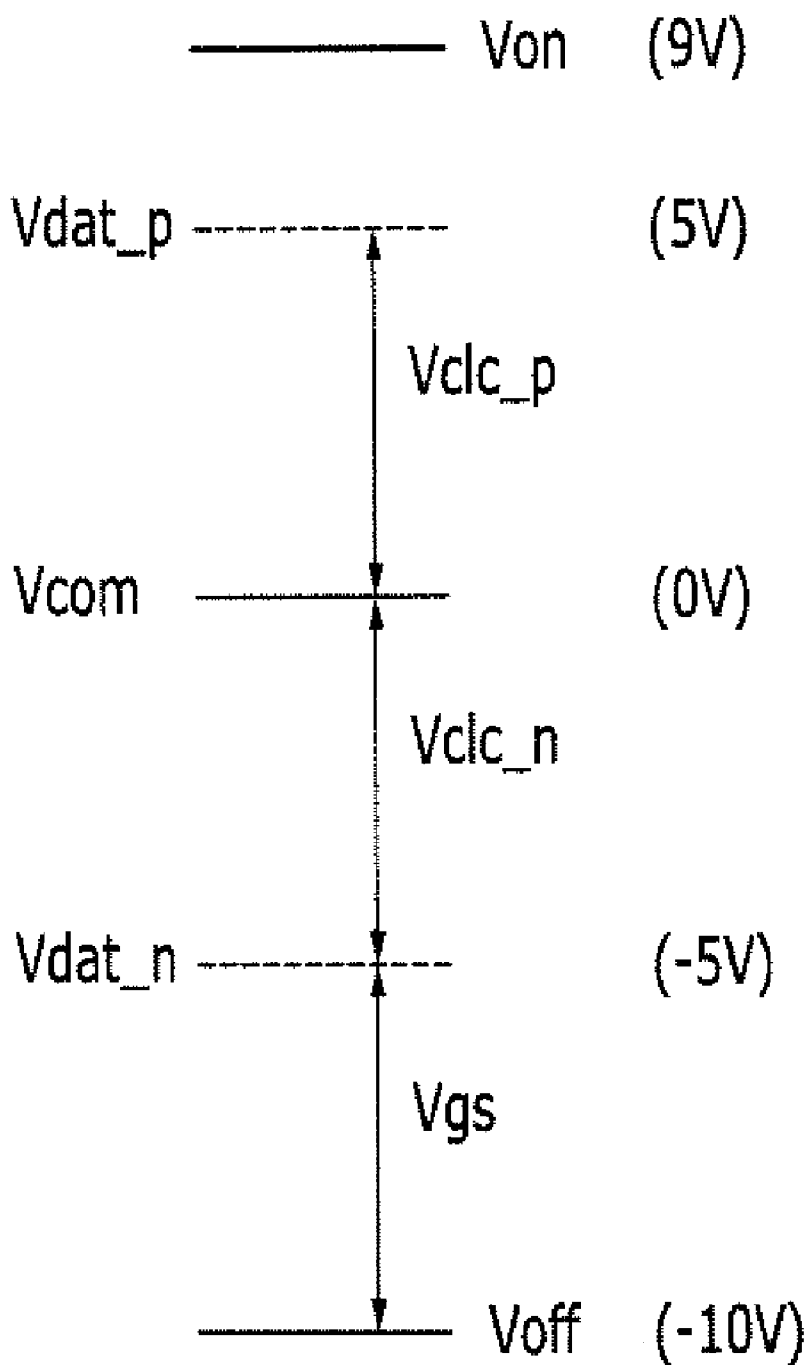 Von (9V)
Vdat_p (5V)
Vclc_p
Vcom (0V)
Vclc_n
Vdat_n (-5V)
Vgs
Voff (-10V)